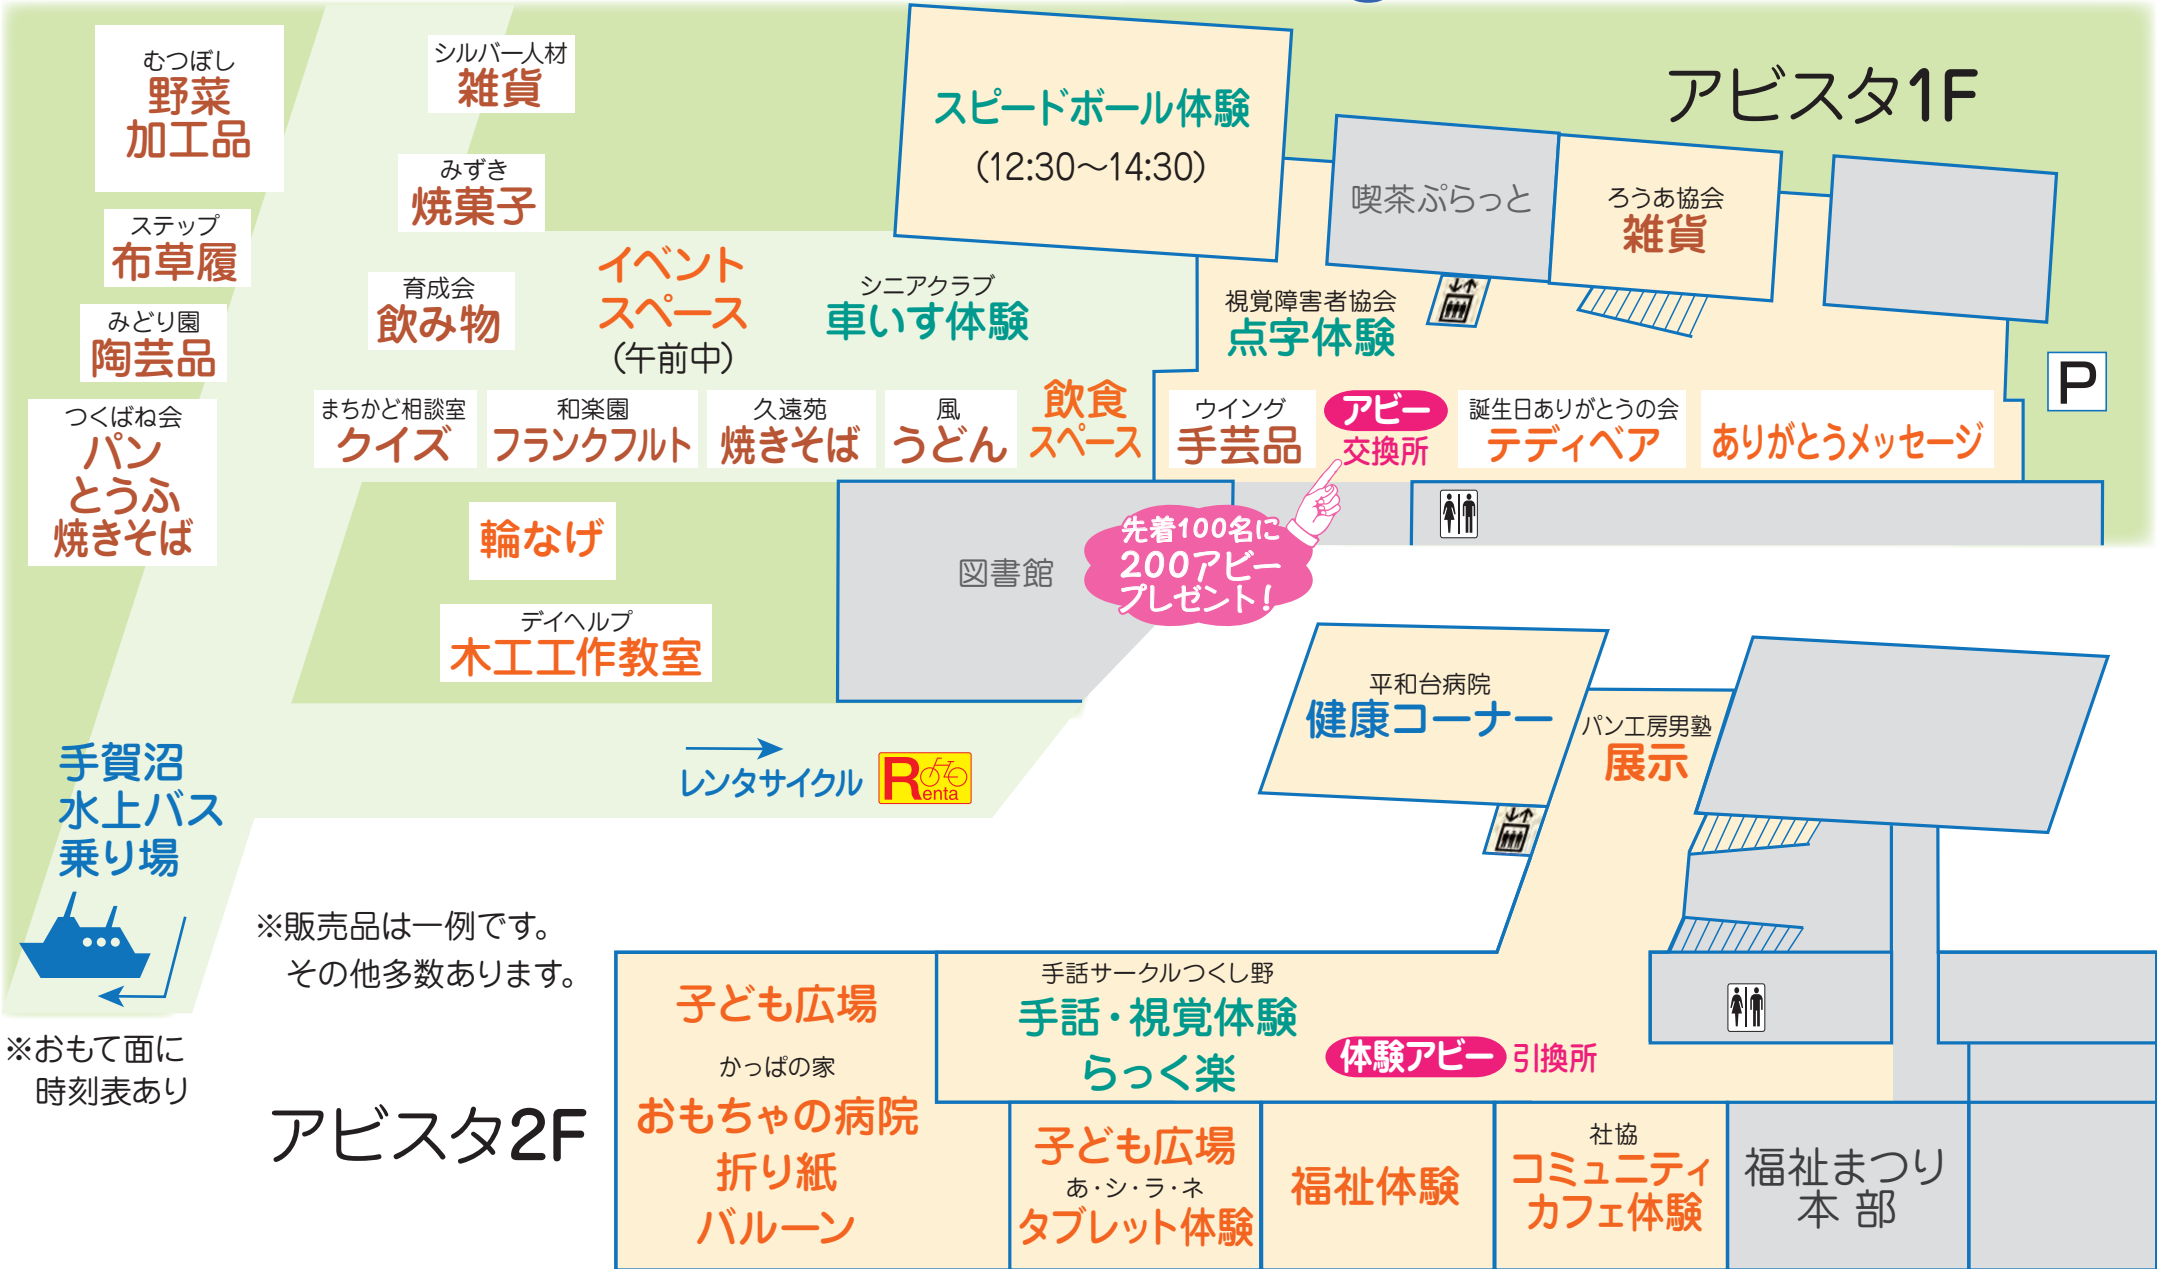 むつぼし
野菜
加工品
ステップ
布草履
みどり園
陶芸品
つくばね会
パン
とうふ
焼きそば
シルバー人材
雑貨
みずき
焼菓子
育成会
飲み物
イベント
スペース
(午前中)
シニアクラブ
車いす体験
まちかど相談室
クイズ
和楽園
フランクフルト
久遠苑
焼きそば
風
うどん
飲食
スペース
輪なげ
デイヘルプ
木工工作教室
スピードボール体験
(12:30〜14:30)
アビスタ1F
喫茶ぷらっと
ろうあ協会
雑貨
視覚障害者協会
点字体験
P
ウイング
手芸品
アビー
交換所
誕生日ありがとうの会
テディベア
ありがとうメッセージ
図書館
先着100名に
200アビー
プレゼント!
手賀沼
水上バス
乗り場
レンタサイクル
Renta
※販売品は一例です。
その他多数あります。
※おもて面に
時刻表あり
アビスタ2F
平和台病院
健康コーナー
パン工房男塾
展示
子ども広場
かっぱの家
おもちゃの病院
折り紙
バルーン
手話サークルつくし野
手話・視覚体験
らっく楽
体験アビー 引換所
子ども広場
あ・シ・ラ・ネ
タブレット体験
福祉体験
社協
コミュニティ
カフェ体験
福祉まつり
本 部